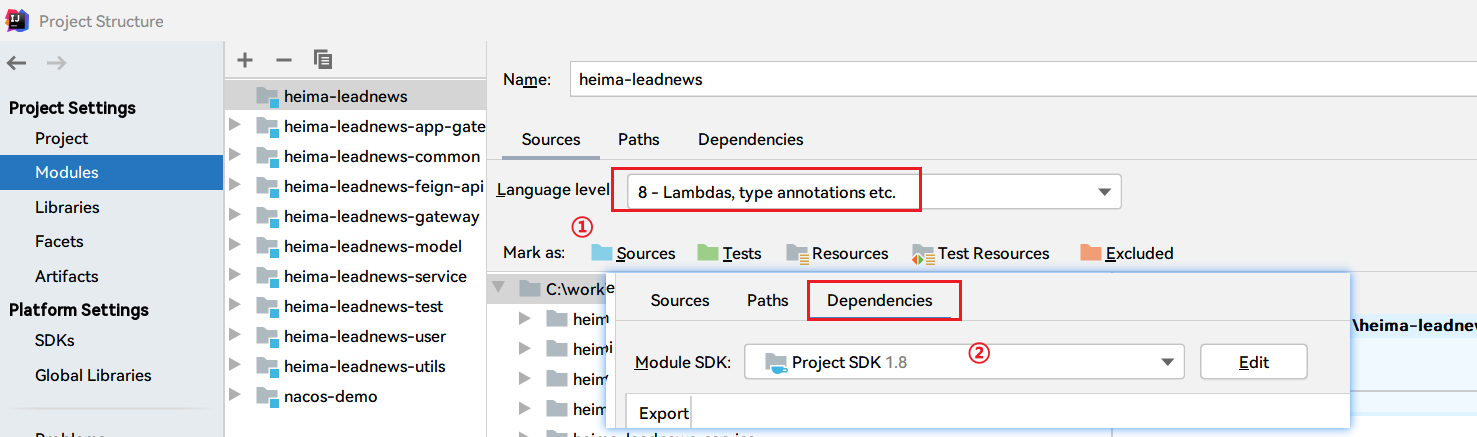 Project Structure
Project Settings
Project
Modules
Libraries
Facets
Artifacts
Platform Settings
SDKs
Global Libraries
heima-leadnews
heima-leadnews-app-gate
heima-leadnews-common
heima-leadnews-feign-api
heima-leadnews-gateway
heima-leadnews-model
heima-leadnews-service
heima-leadnews-test
heima-leadnews-user
heima-leadnews-utils
nacos-demo
Name: heima-leadnews
Sources Paths Dependencies
Language level 8 - Lambdas, type annotations etc.
①
Mark as: Sources Tests Resources Test Resources Excluded
C:\work
heim
heim
heim
heim
\heima-leadnew
Sources Paths Dependencies
Module SDK: Project SDK 1.8 ② Edit
Export